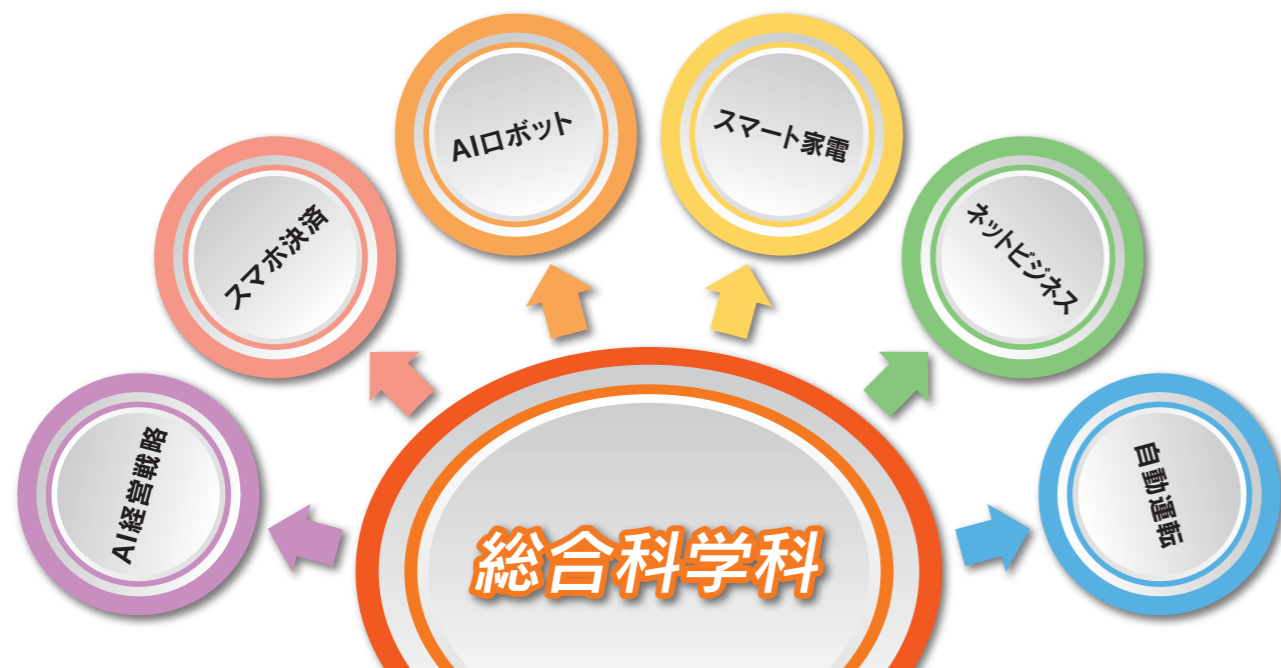 AI経営戦略
スマホ決済
AIロボット
スマート家電
ネットビジネス
自動運転
総合科学科